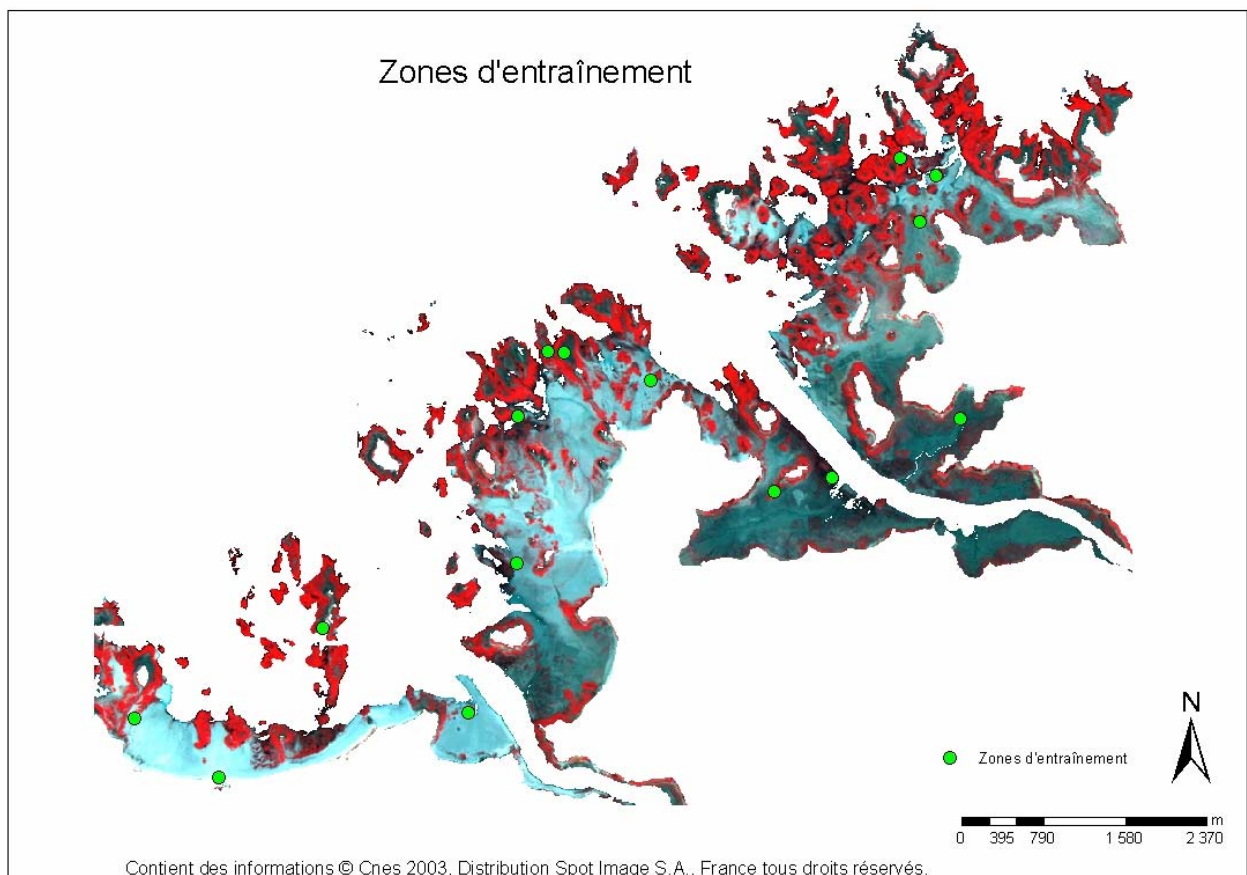 Zones d'entraînement
N
Zones d'entraînement
m
0 395 790 1 580 2 370
Contient des informations © Cnes 2003, Distribution Spot Image S.A., France tous droits réservés.